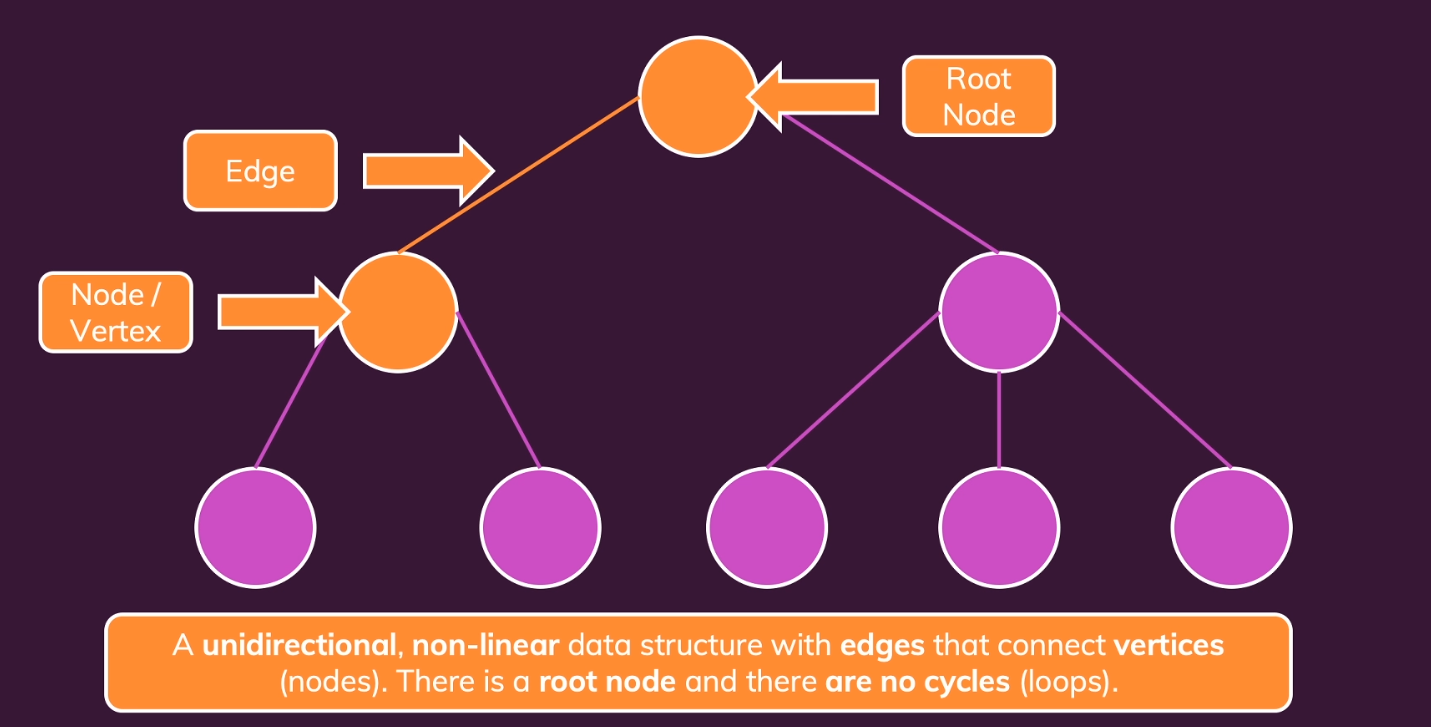 Root
Node
Edge
Node /
Vertex
A unidirectional, non-linear data structure with edges that connect vertices
(nodes). There is a root node and there are no cycles (loops).